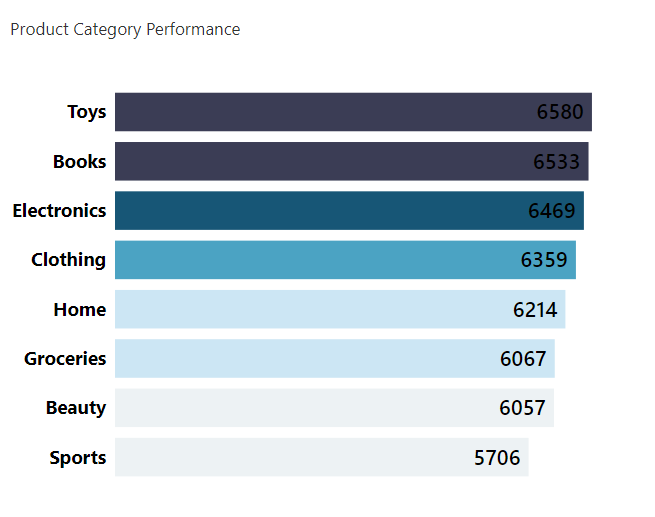 Product Category Performance
Toys 6580
Books 6533
Electronics 6469
Clothing 6359
Home 6214
Groceries 6067
Beauty 6057
Sports 5706